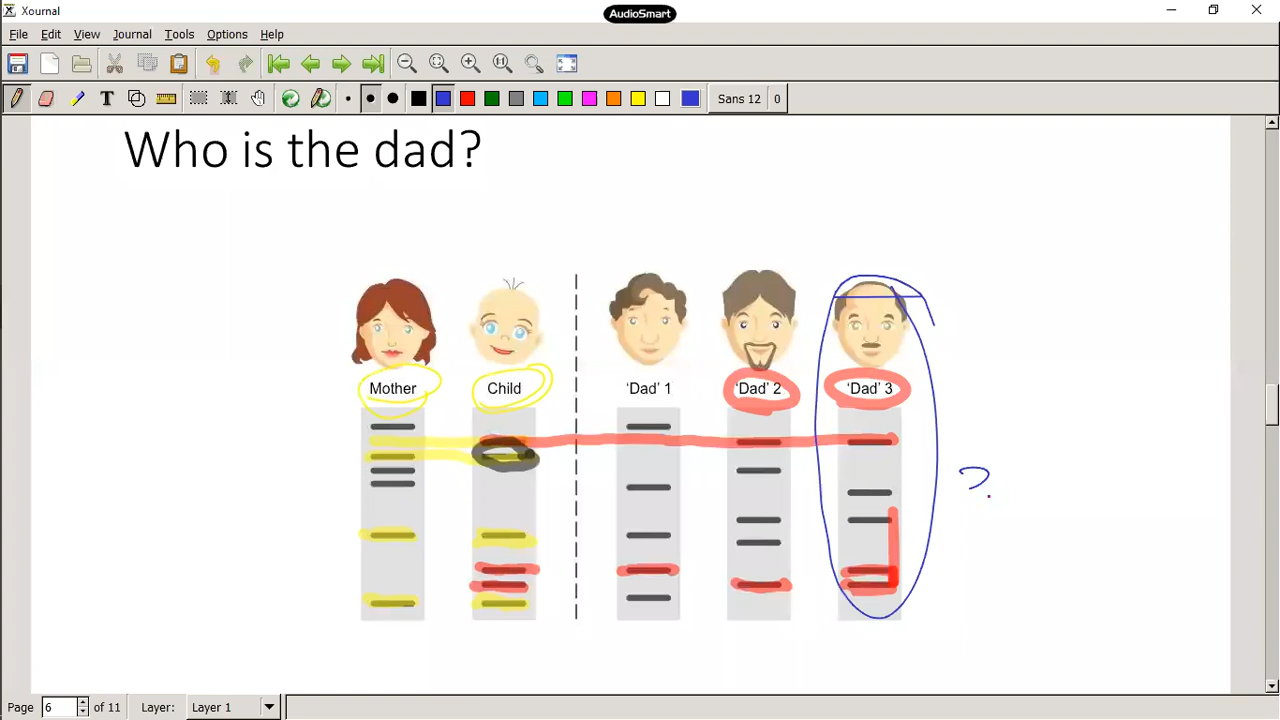 Xournal
AudioSmart
File Edit View Journal Tools Options Help
T Sans 12 0
Who is the dad?
Mother Child 'Dad' 1 'Dad' 2 'Dad' 3
?
Page 6 of 11 Layer: Layer 1